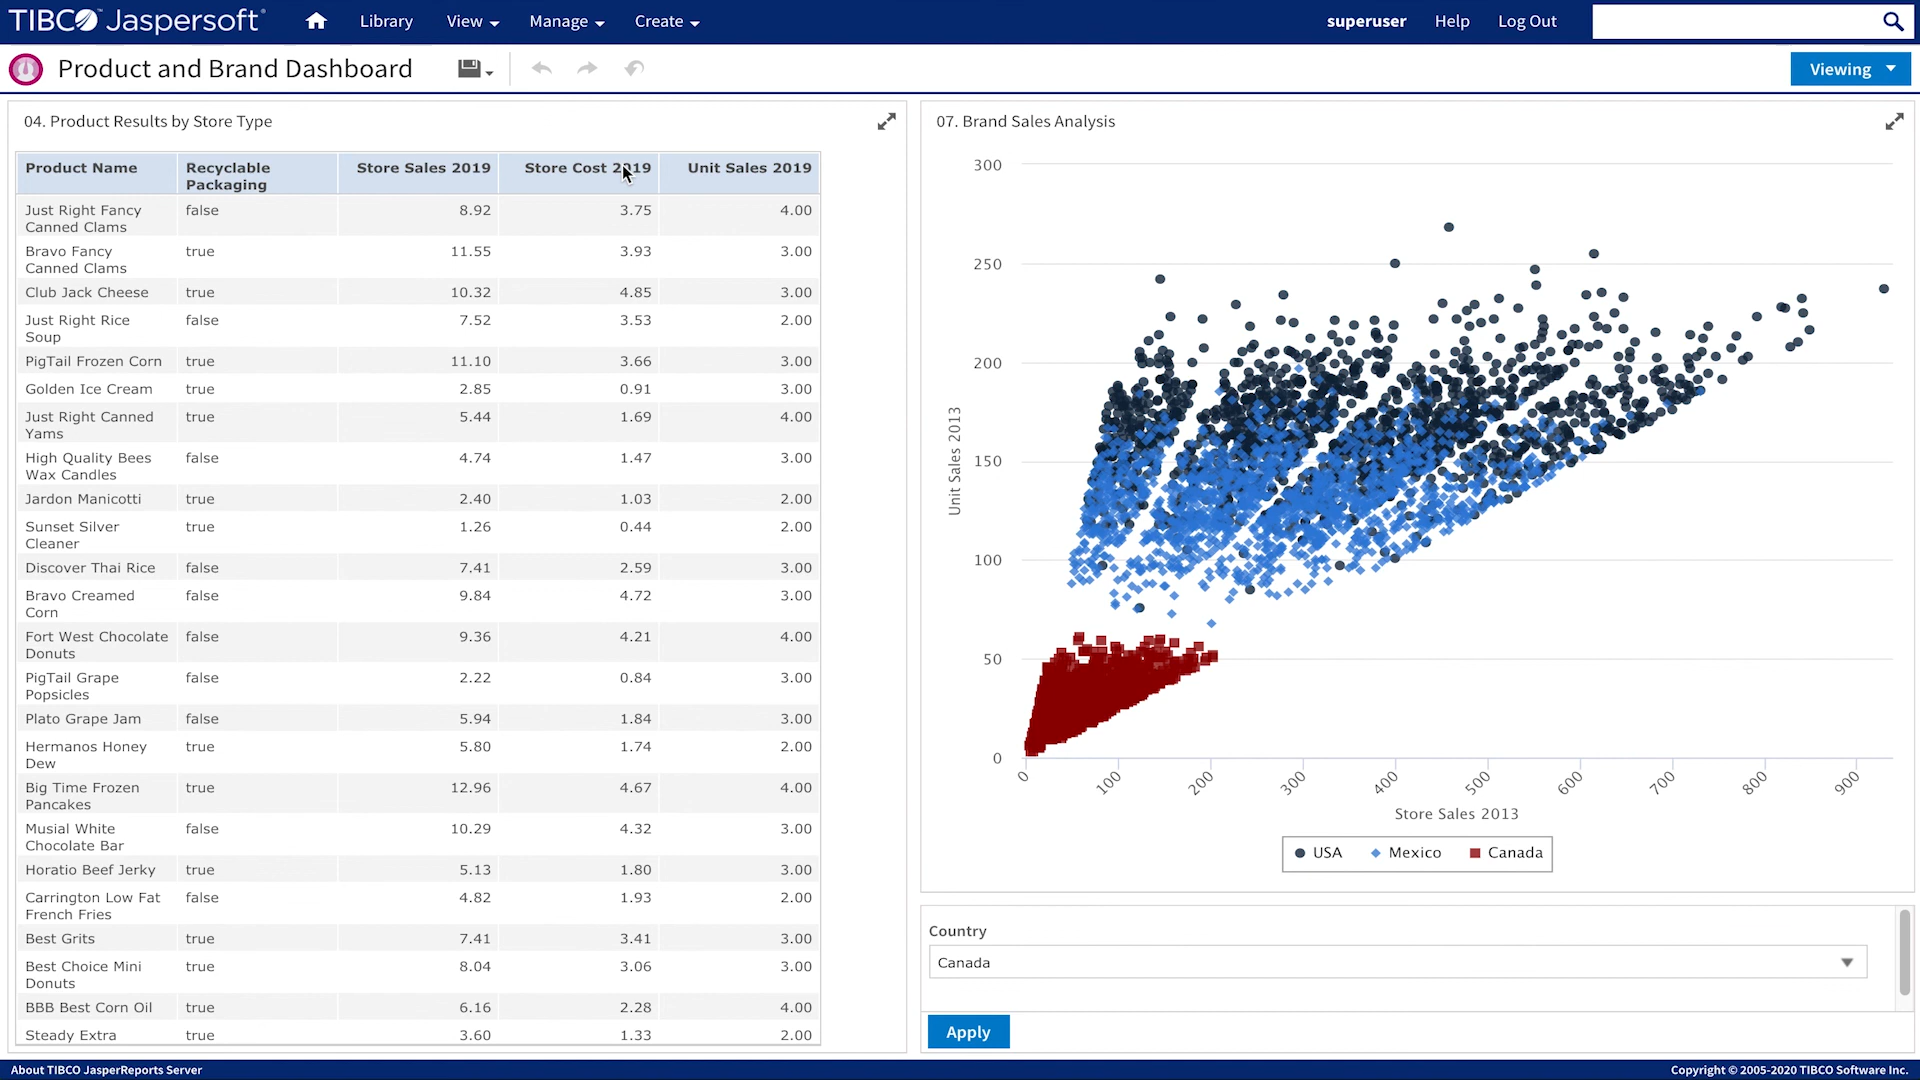 TIBCO Jaspersoft®
Library
View
Manage
Create
superuser
Help
Log Out
Product and Brand Dashboard
Viewing
04. Product Results by Store Type
Product Name Recyclable Packaging Store Sales 2019 Store Cost 2019 Unit Sales 2019
Just Right Fancy Canned Clams false 8.92 3.75 4.00
Bravo Fancy Canned Clams true 11.55 3.93 3.00
Club Jack Cheese true 10.32 4.85 3.00
Just Right Rice Soup false 7.52 3.53 2.00
PigTail Frozen Corn true 11.10 3.66 3.00
Golden Ice Cream true 2.85 0.91 3.00
Just Right Canned Yams true 5.44 1.69 4.00
High Quality Bees Wax Candles false 4.74 1.47 3.00
Jardon Manicotti true 2.40 1.03 2.00
Sunset Silver Cleaner true 1.26 0.44 2.00
Discover Thai Rice false 7.41 2.59 3.00
Bravo Creamed Corn false 9.84 4.72 3.00
Fort West Chocolate Donuts false 9.36 4.21 4.00
PigTail Grape Popsicles false 2.22 0.84 3.00
Plato Grape Jam false 5.94 1.84 3.00
Hermanos Honey Dew true 5.80 1.74 2.00
Big Time Frozen Pancakes true 12.96 4.67 4.00
Musial White Chocolate Bar false 10.29 4.32 3.00
Horatio Beef Jerky true 5.13 1.80 3.00
Carrington Low Fat French Fries false 4.82 1.93 2.00
Best Grits true 7.41 3.41 3.00
Best Choice Mini Donuts true 8.04 3.06 3.00
BBB Best Corn Oil true 6.16 2.28 4.00
Steady Extra true 3.60 1.33 2.00
07. Brand Sales Analysis
300
250
200
150
100
50
0
Unit Sales 2013
0 100 200 300 400 500 600 700 800 900
Store Sales 2013
USA Mexico Canada
Country
Canada
Apply
About TIBCO JasperReports Server
Copyright © 2005-2020 TIBCO Software Inc.